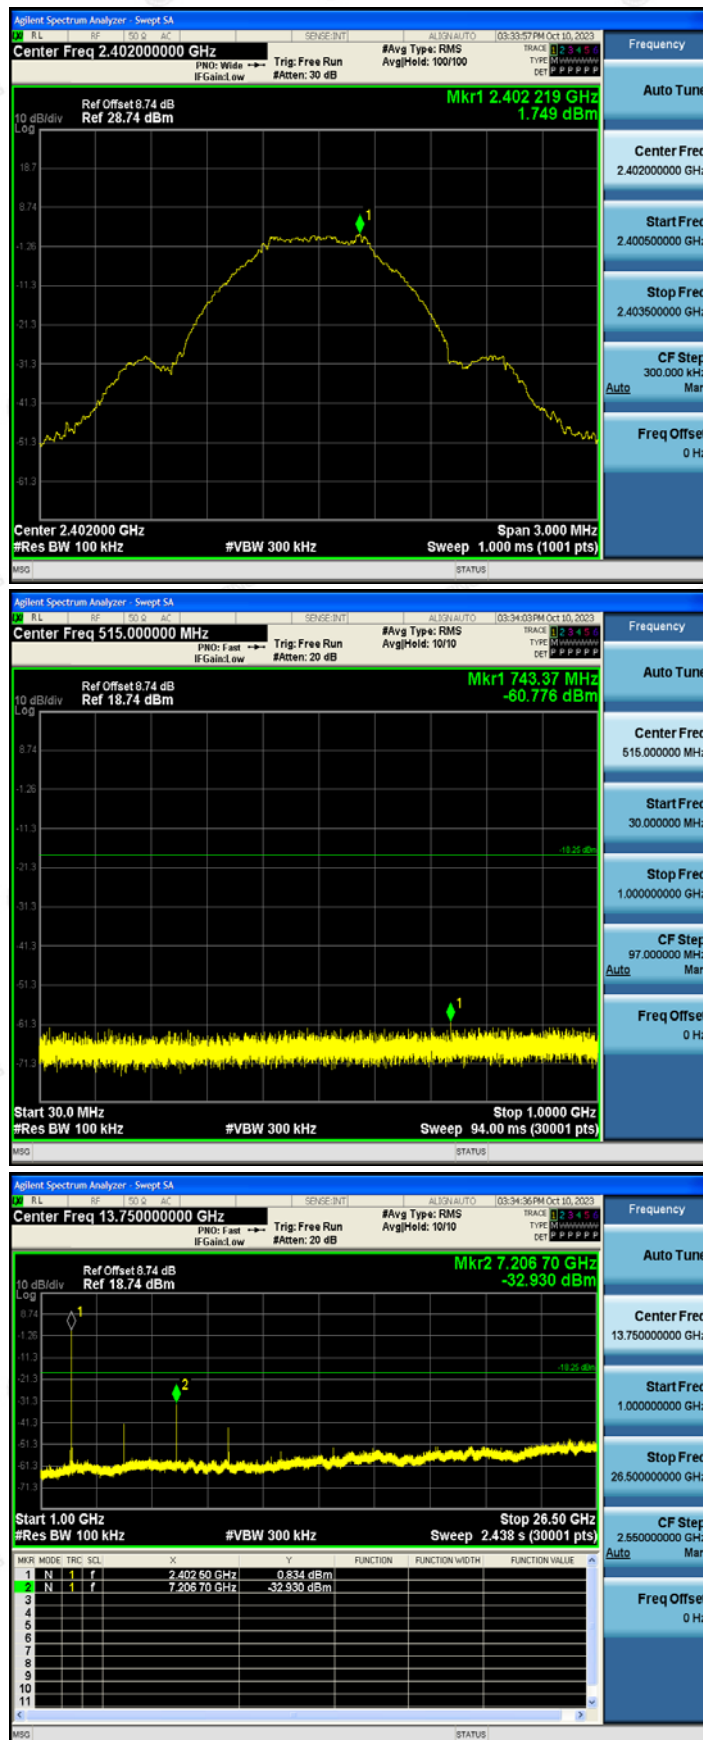 Agilent Spectrum Analyzer - Swept SA
RL RF 50 Ω AC SENSE:INT ALIGNAUTO 03:33:57PM Oct 10, 2023
Center Freq 2.402000000 GHz
PNO: Wide
IFGain:Low
Trig: Free Run
#Atten: 30 dB
#Avg Type: RMS
Avg|Hold: 100/100
TRACE 1 2 3 4 5 6
TYPE M
DET P P P P P P
Frequency
Mkr1 2.402 219 GHz
1.749 dBm
Ref Offset 8.74 dB
10 dB/div Ref 28.74 dBm
Log
18.7
8.74
-1.26
-11.3
-21.3
-31.3
-41.3
-51.3
-61.3
1
Center 2.402000 GHz Span 3.000 MHz
#Res BW 100 kHz #VBW 300 kHz Sweep 1.000 ms (1001 pts)
MSG STATUS
Auto Tune
Center Freq
2.402000000 GHz
Start Freq
2.400500000 GHz
Stop Freq
2.403500000 GHz
CF Step
300.000 kHz
Auto Man
Freq Offset
0 Hz
Agilent Spectrum Analyzer - Swept SA
RL RF 50 Ω AC SENSE:INT ALIGNAUTO 03:34:03PM Oct 10, 2023
Center Freq 515.000000 MHz
PNO: Fast
IFGain:Low
Trig: Free Run
#Atten: 20 dB
#Avg Type: RMS
Avg|Hold: 10/10
TRACE 1 2 3 4 5 6
TYPE M
DET P P P P P P
Frequency
Mkr1 743.37 MHz
-60.776 dBm
Ref Offset 8.74 dB
10 dB/div Ref 18.74 dBm
Log
8.74
-1.26
-11.3
-21.3
-31.3
-41.3
-51.3
-61.3
-71.3
-18.25 dBm
1
Start 30.0 MHz Stop 1.0000 GHz
#Res BW 100 kHz #VBW 300 kHz Sweep 94.00 ms (30001 pts)
MSG STATUS
Auto Tune
Center Freq
515.000000 MHz
Start Freq
30.000000 MHz
Stop Freq
1.000000000 GHz
CF Step
97.000000 MHz
Auto Man
Freq Offset
0 Hz
Agilent Spectrum Analyzer - Swept SA
RL RF 50 Ω AC SENSE:INT ALIGNAUTO 03:34:36PM Oct 10, 2023
Center Freq 13.750000000 GHz
PNO: Fast
IFGain:Low
Trig: Free Run
#Atten: 20 dB
#Avg Type: RMS
Avg|Hold: 10/10
TRACE 1 2 3 4 5 6
TYPE M
DET P P P P P P
Frequency
Mkr2 7.206 70 GHz
-32.930 dBm
Ref Offset 8.74 dB
10 dB/div Ref 18.74 dBm
Log
8.74
-1.26
-11.3
-21.3
-31.3
-41.3
-51.3
-61.3
-71.3
-18.25 dBm
1
2
Start 1.00 GHz Stop 26.50 GHz
#Res BW 100 kHz #VBW 300 kHz Sweep 2.438 s (30001 pts)
MKR MODE TRC SCL X Y FUNCTION FUNCTION WIDTH FUNCTION VALUE
1 N 1 f 2.402 50 GHz 0.834 dBm
2 N 1 f 7.206 70 GHz -32.930 dBm
3
4
5
6
7
8
9
10
11
MSG STATUS
Auto Tune
Center Freq
13.750000000 GHz
Start Freq
1.000000000 GHz
Stop Freq
26.500000000 GHz
CF Step
2.550000000 GHz
Auto Man
Freq Offset
0 Hz